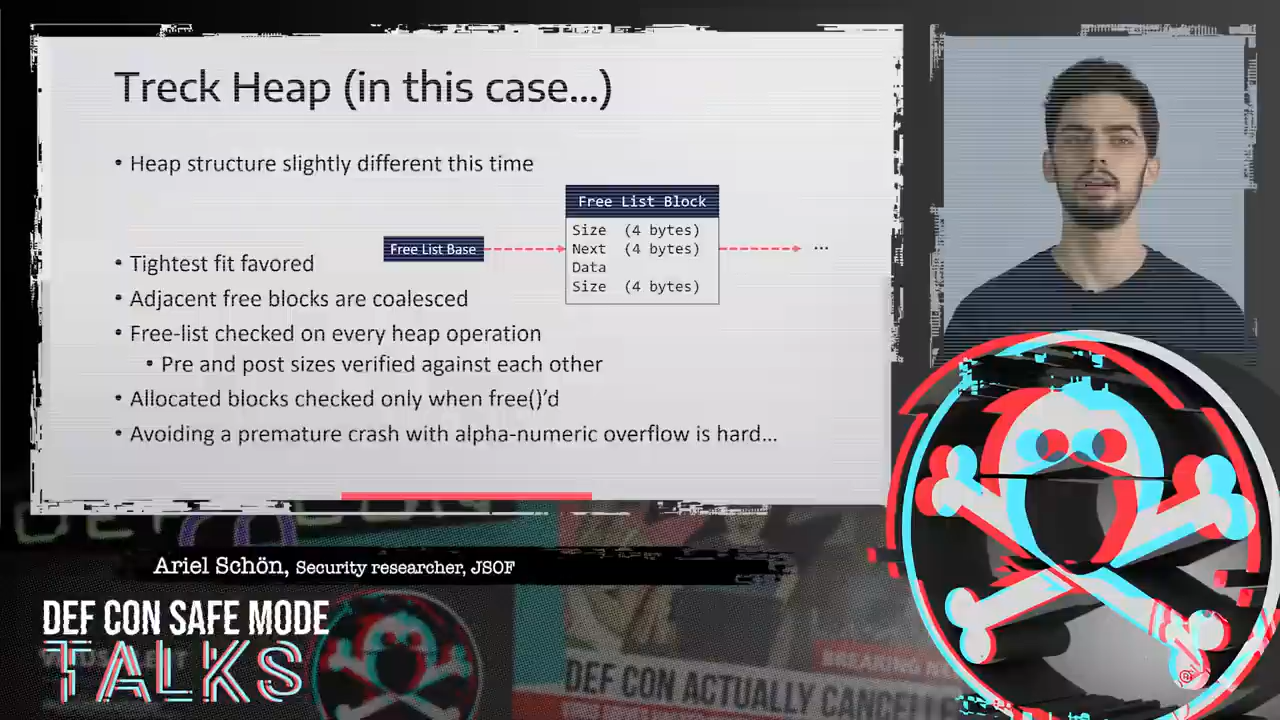 Treck Heap (in this case...)
• Heap structure slightly different this time
Free List Block
Size (4 bytes)
Free List Base
Next (4 bytes)
...
Data
Size (4 bytes)
• Tightest fit favored
• Adjacent free blocks are coalesced
• Free-list checked on every heap operation
• Pre and post sizes verified against each other
• Allocated blocks checked only when free()’d
• Avoiding a premature crash with alpha-numeric overflow is hard...
Ariel Schön, Security researcher, JSOF
DEF CON SAFE MODE
TALKS
DEF CON ACTUALLY CANCELLE
BREAKING NE
DEF CON
®